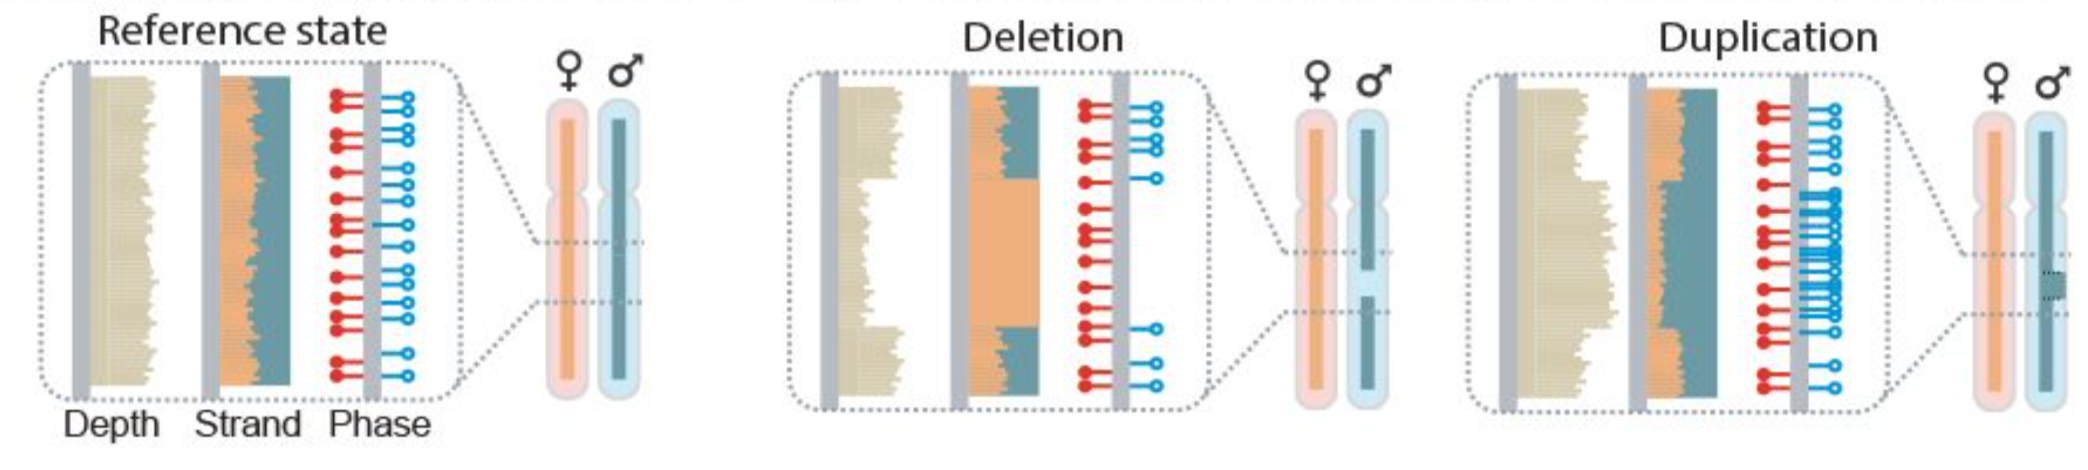 Reference state
Deletion
Duplication
♀ ♂
♀ ♂
♀ ♂
Depth Strand Phase